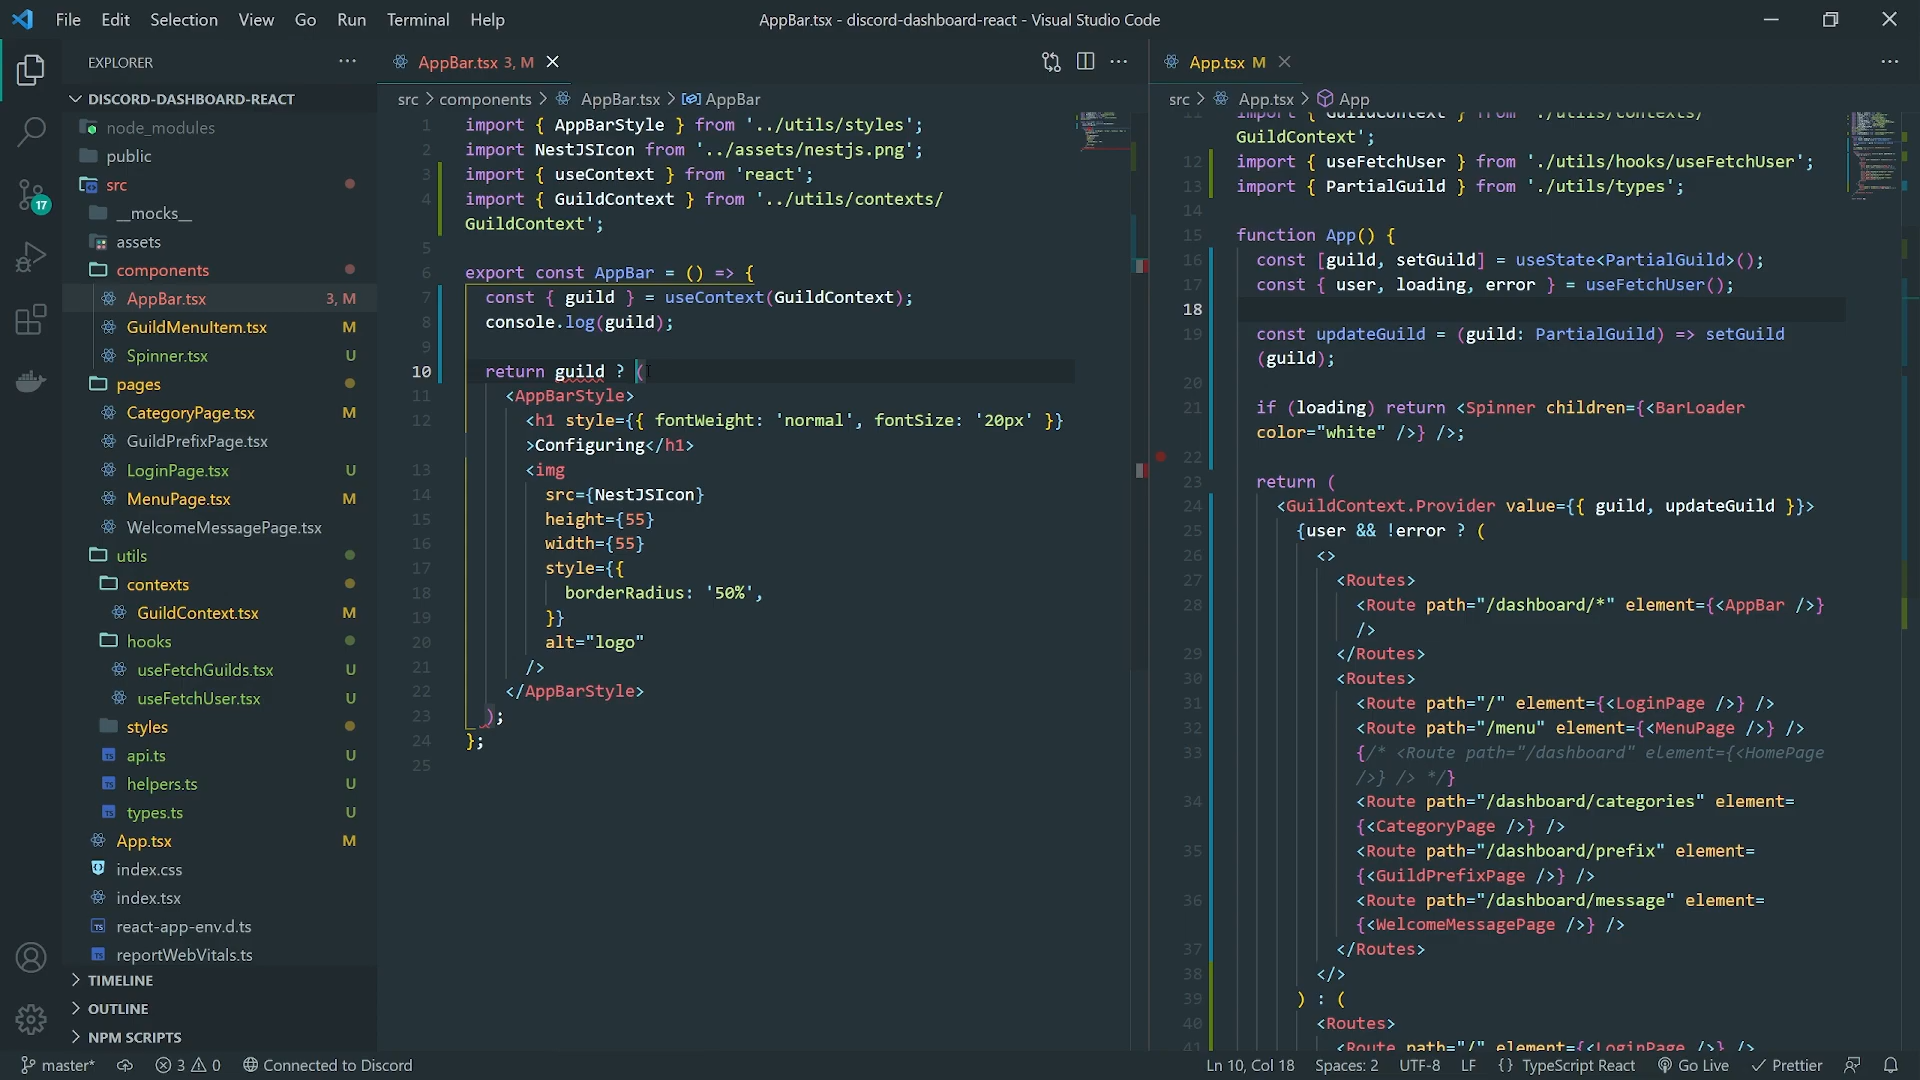 File Edit Selection View Go Run Terminal Help
AppBar.tsx - discord-dashboard-react - Visual Studio Code
EXPLORER
DISCORD-DASHBOARD-REACT
node_modules
public
src
__mocks__
assets
components
AppBar.tsx 3, M
GuildMenuItem.tsx M
Spinner.tsx U
pages
CategoryPage.tsx M
GuildPrefixPage.tsx
LoginPage.tsx U
MenuPage.tsx M
WelcomeMessagePage.tsx
utils
contexts
GuildContext.tsx M
hooks
useFetchGuilds.tsx U
useFetchUser.tsx U
styles
api.ts U
helpers.ts U
types.ts U
App.tsx M
index.css
index.tsx
react-app-env.d.ts
reportWebVitals.ts
TIMELINE
OUTLINE
NPM SCRIPTS
17
AppBar.tsx 3, M
src > components > AppBar.tsx > AppBar
1 import { AppBarStyle } from '../utils/styles';
2 import NestJSIcon from '../assets/nestjs.png';
3 import { useContext } from 'react';
4 import { GuildContext } from '../utils/contexts/
GuildContext';
5
6 export const AppBar = () => {
7 const { guild } = useContext(GuildContext);
8 console.log(guild);
9
10 return guild ? (
11 <AppBarStyle>
12 <h1 style={{ fontWeight: 'normal', fontSize: '20px' }}
>Configuring</h1>
13 <img
14 src={NestJSIcon}
15 height={55}
16 width={55}
17 style={{
18 borderRadius: '50%',
19 }}
20 alt="logo"
21 />
22 </AppBarStyle>
23 );
24 };
25
App.tsx M
src > App.tsx > App
11 import { GuildContext } from './utils/contexts/
GuildContext';
12 import { useFetchUser } from './utils/hooks/useFetchUser';
13 import { PartialGuild } from './utils/types';
14
15 function App() {
16 const [guild, setGuild] = useState<PartialGuild>();
17 const { user, loading, error } = useFetchUser();
18
19 const updateGuild = (guild: PartialGuild) => setGuild
(guild);
20
21 if (loading) return <Spinner children={<BarLoader
color="white" />} />;
22
23 return (
24 <GuildContext.Provider value={{ guild, updateGuild }}>
25 {user && !error ? (
26 <>
27 <Routes>
28 <Route path="/dashboard/*" element={<AppBar />}
/>
29 </Routes>
30 <Routes>
31 <Route path="/" element={<LoginPage />} />
32 <Route path="/menu" element={<MenuPage />} />
33 {/* <Route path="/dashboard" element={<HomePage
/>} /> */}
34 <Route path="/dashboard/categories" element=
{<CategoryPage />} />
35 <Route path="/dashboard/prefix" element=
{<GuildPrefixPage />} />
36 <Route path="/dashboard/message" element=
{<WelcomeMessagePage />} />
37 </Routes>
38 </>
39 ) : (
40 <Routes>
41 <Route path="/" element={<LoginPage />} />
master* 3 0 Connected to Discord
Ln 10, Col 18 Spaces: 2 UTF-8 LF {} TypeScript React Go Live Prettier